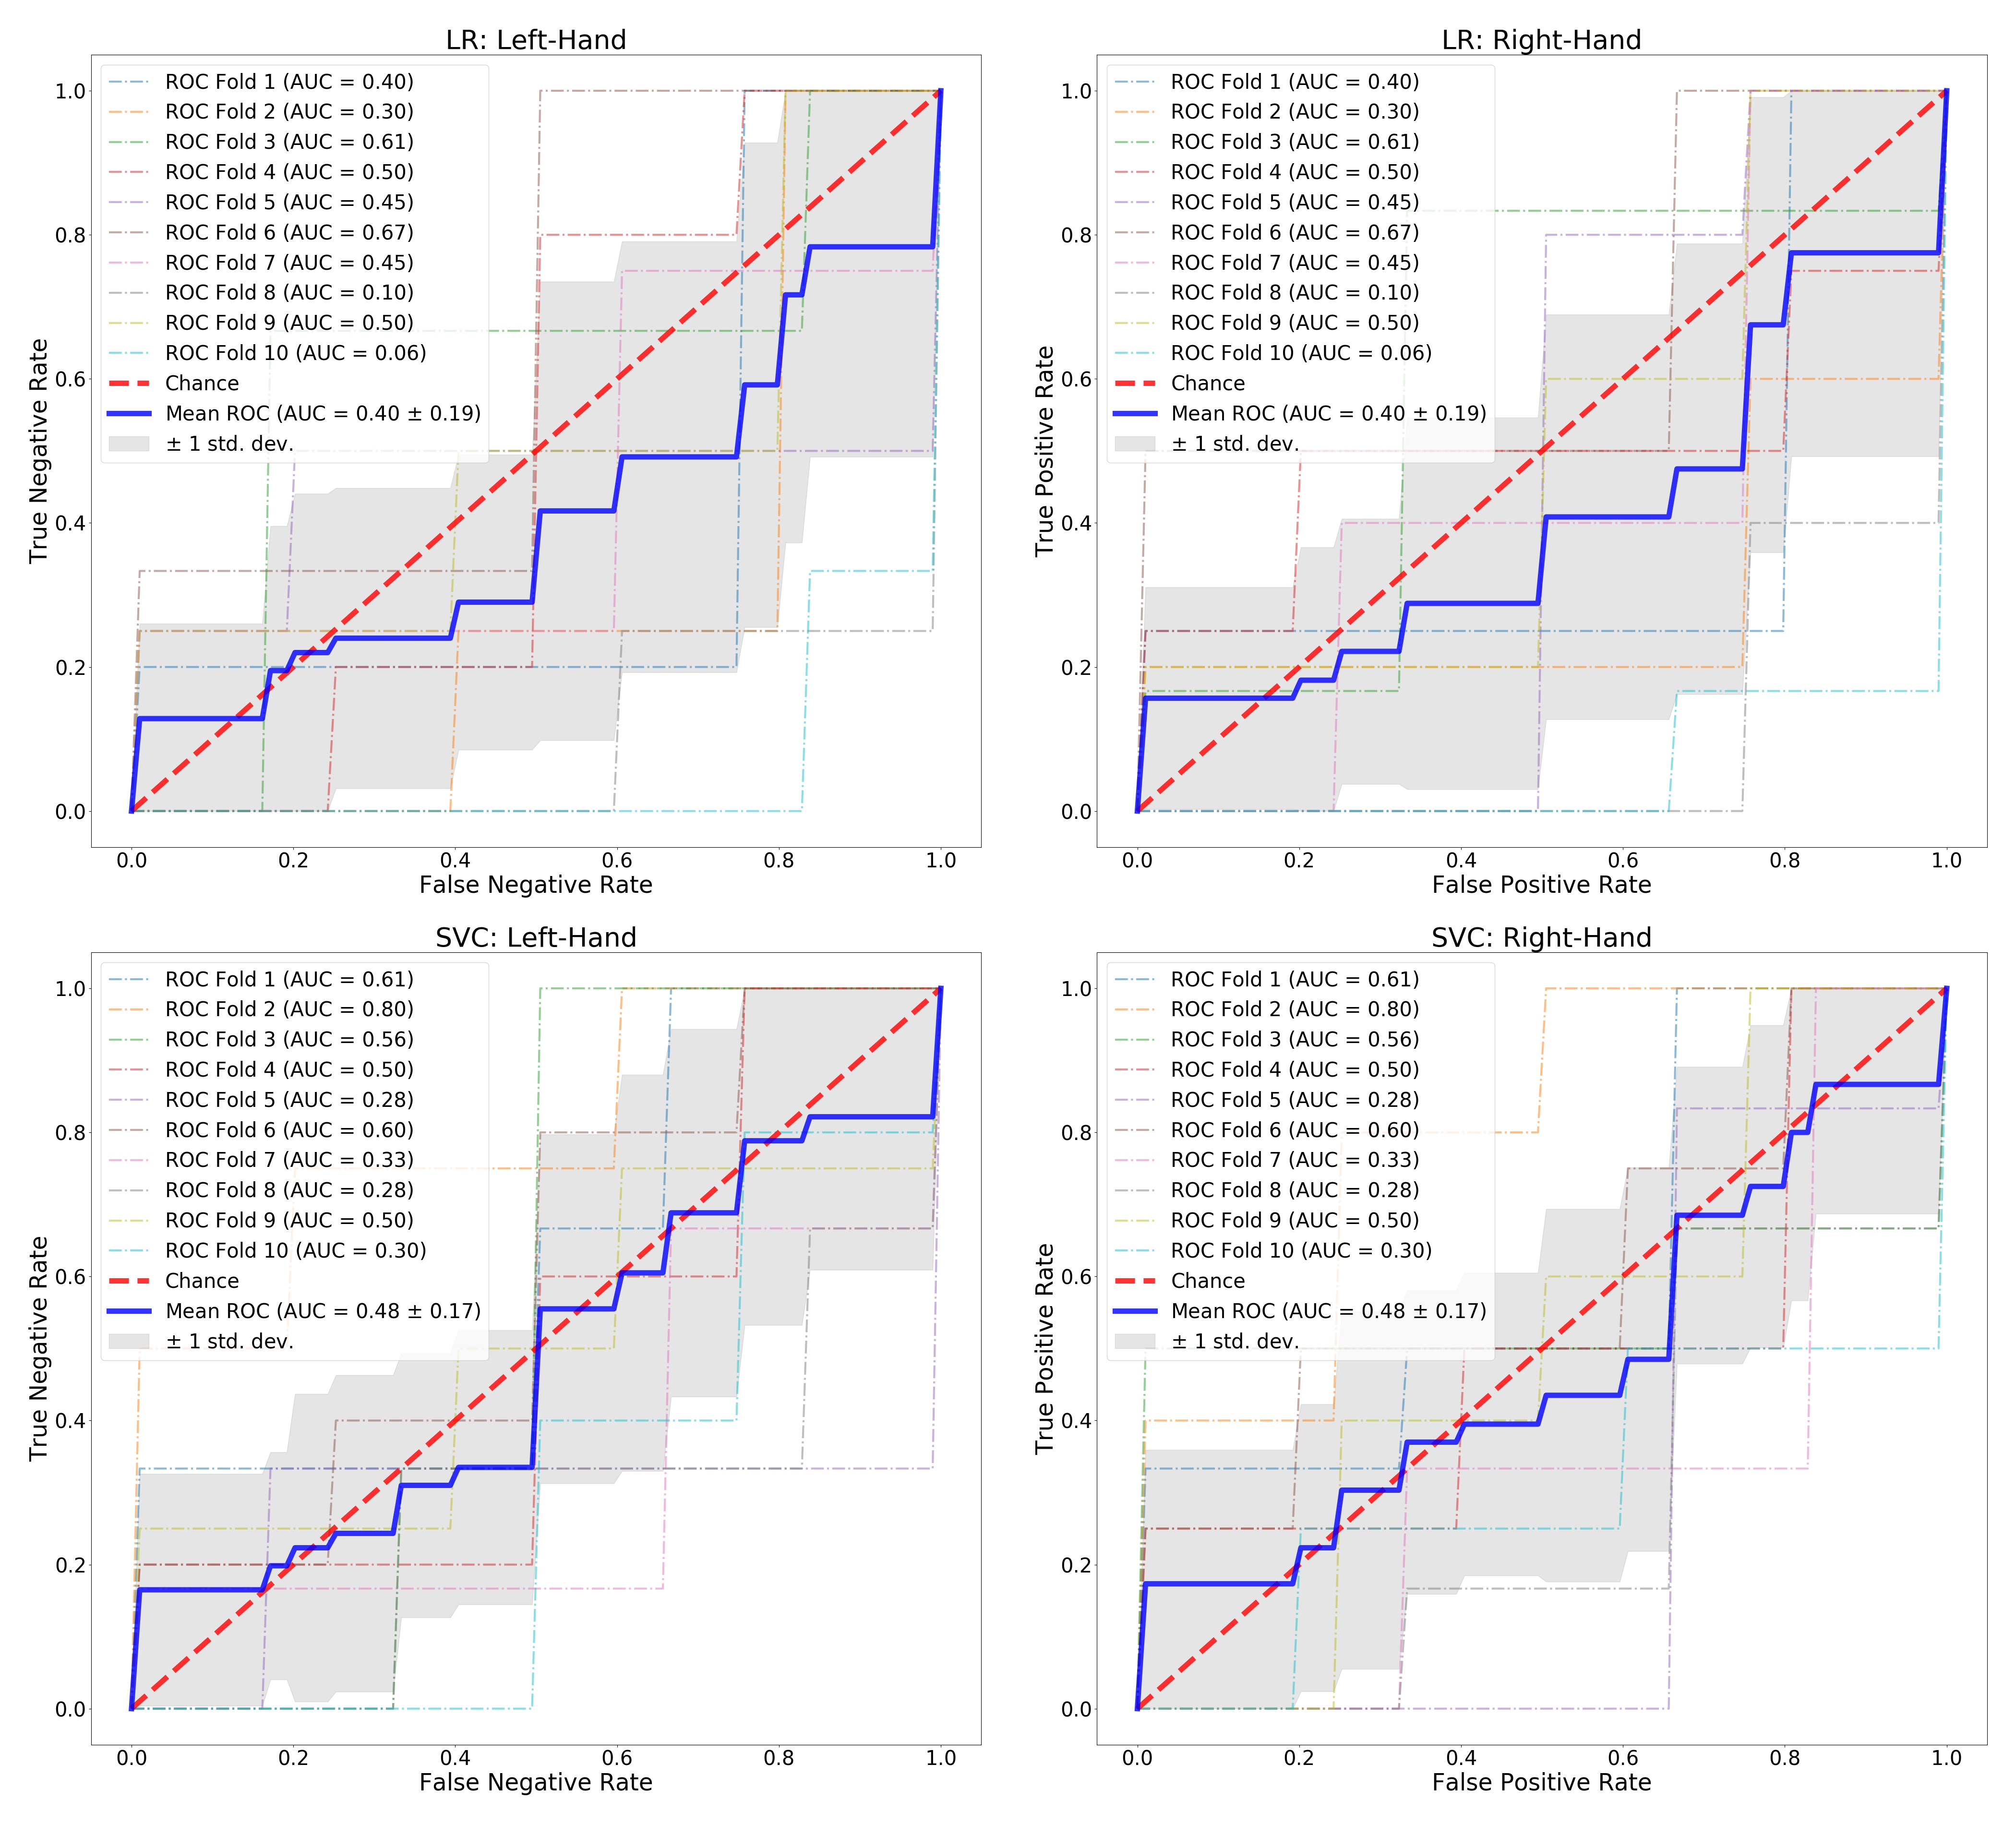 LR: Left-Hand
ROC Fold 1 (AUC = 0.40)
ROC Fold 2 (AUC = 0.30)
ROC Fold 3 (AUC = 0.61)
ROC Fold 4 (AUC = 0.50)
ROC Fold 5 (AUC = 0.45)
ROC Fold 6 (AUC = 0.67)
ROC Fold 7 (AUC = 0.45)
ROC Fold 8 (AUC = 0.10)
ROC Fold 9 (AUC = 0.50)
ROC Fold 10 (AUC = 0.06)
Chance
Mean ROC (AUC = 0.40 ± 0.19)
± 1 std. dev.
True Negative Rate
1.0
0.8
0.6
0.4
0.2
0.0
0.0 0.2 0.4 0.6 0.8 1.0
False Negative Rate
LR: Right-Hand
ROC Fold 1 (AUC = 0.40)
ROC Fold 2 (AUC = 0.30)
ROC Fold 3 (AUC = 0.61)
ROC Fold 4 (AUC = 0.50)
ROC Fold 5 (AUC = 0.45)
ROC Fold 6 (AUC = 0.67)
ROC Fold 7 (AUC = 0.45)
ROC Fold 8 (AUC = 0.10)
ROC Fold 9 (AUC = 0.50)
ROC Fold 10 (AUC = 0.06)
Chance
Mean ROC (AUC = 0.40 ± 0.19)
± 1 std. dev.
True Positive Rate
1.0
0.8
0.6
0.4
0.2
0.0
0.0 0.2 0.4 0.6 0.8 1.0
False Positive Rate
SVC: Left-Hand
ROC Fold 1 (AUC = 0.61)
ROC Fold 2 (AUC = 0.80)
ROC Fold 3 (AUC = 0.56)
ROC Fold 4 (AUC = 0.50)
ROC Fold 5 (AUC = 0.28)
ROC Fold 6 (AUC = 0.60)
ROC Fold 7 (AUC = 0.33)
ROC Fold 8 (AUC = 0.28)
ROC Fold 9 (AUC = 0.50)
ROC Fold 10 (AUC = 0.30)
Chance
Mean ROC (AUC = 0.48 ± 0.17)
± 1 std. dev.
True Negative Rate
1.0
0.8
0.6
0.4
0.2
0.0
0.0 0.2 0.4 0.6 0.8 1.0
False Negative Rate
SVC: Right-Hand
ROC Fold 1 (AUC = 0.61)
ROC Fold 2 (AUC = 0.80)
ROC Fold 3 (AUC = 0.56)
ROC Fold 4 (AUC = 0.50)
ROC Fold 5 (AUC = 0.28)
ROC Fold 6 (AUC = 0.60)
ROC Fold 7 (AUC = 0.33)
ROC Fold 8 (AUC = 0.28)
ROC Fold 9 (AUC = 0.50)
ROC Fold 10 (AUC = 0.30)
Chance
Mean ROC (AUC = 0.48 ± 0.17)
± 1 std. dev.
True Positive Rate
1.0
0.8
0.6
0.4
0.2
0.0
0.0 0.2 0.4 0.6 0.8 1.0
False Positive Rate